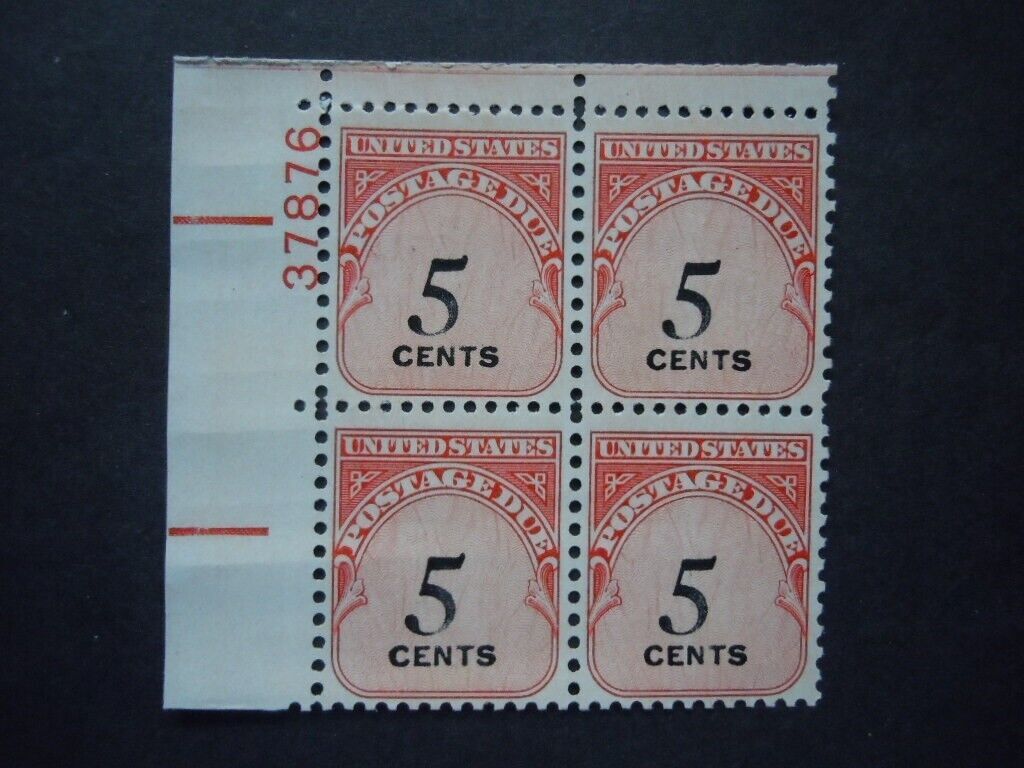 37876
UNITED STATES
POSTAGE DUE
5
CENTS
UNITED STATES
POSTAGE DUE
5
CENTS
UNITED STATES
POSTAGE DUE
5
CENTS
UNITED STATES
POSTAGE DUE
5
CENTS